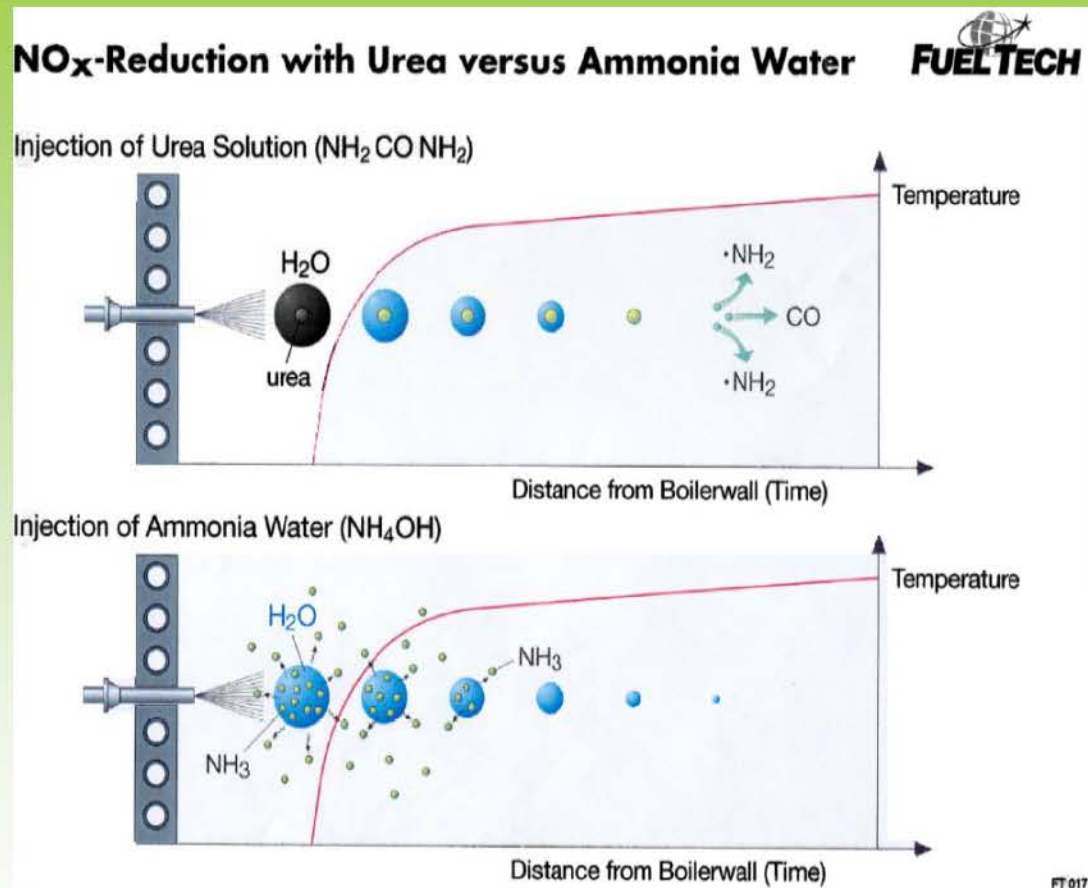 NOx-Reduction with Urea versus Ammonia Water
FUEL TECH
Injection of Urea Solution (NH2 CO NH2)
Temperature
H2O
·NH2
CO
urea
·NH2
Distance from Boilerwall (Time)
Injection of Ammonia Water (NH4OH)
Temperature
H2O
NH3
NH3
Distance from Boilerwall (Time)
FT 017